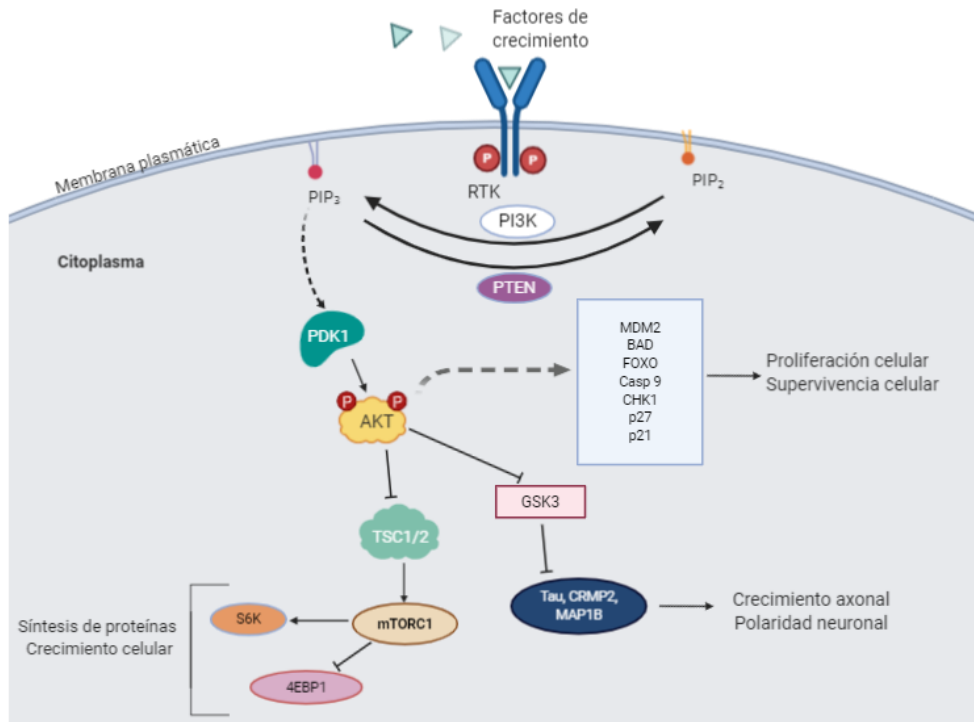 Factores de
crecimiento
Membrana plasmática
P
P
RTK
PIP₃
PIP₂
PI3K
PTEN
Citoplasma
PDK1
P
P
AKT
MDM2
BAD
FOXO
Casp 9
CHK1
p27
p21
Proliferación celular
Supervivencia celular
GSK3
TSC1/2
Tau, CRMP2,
MAP1B
Crecimiento axonal
Polaridad neuronal
S6K
mTORC1
4EBP1
Síntesis de proteínas
Crecimiento celular